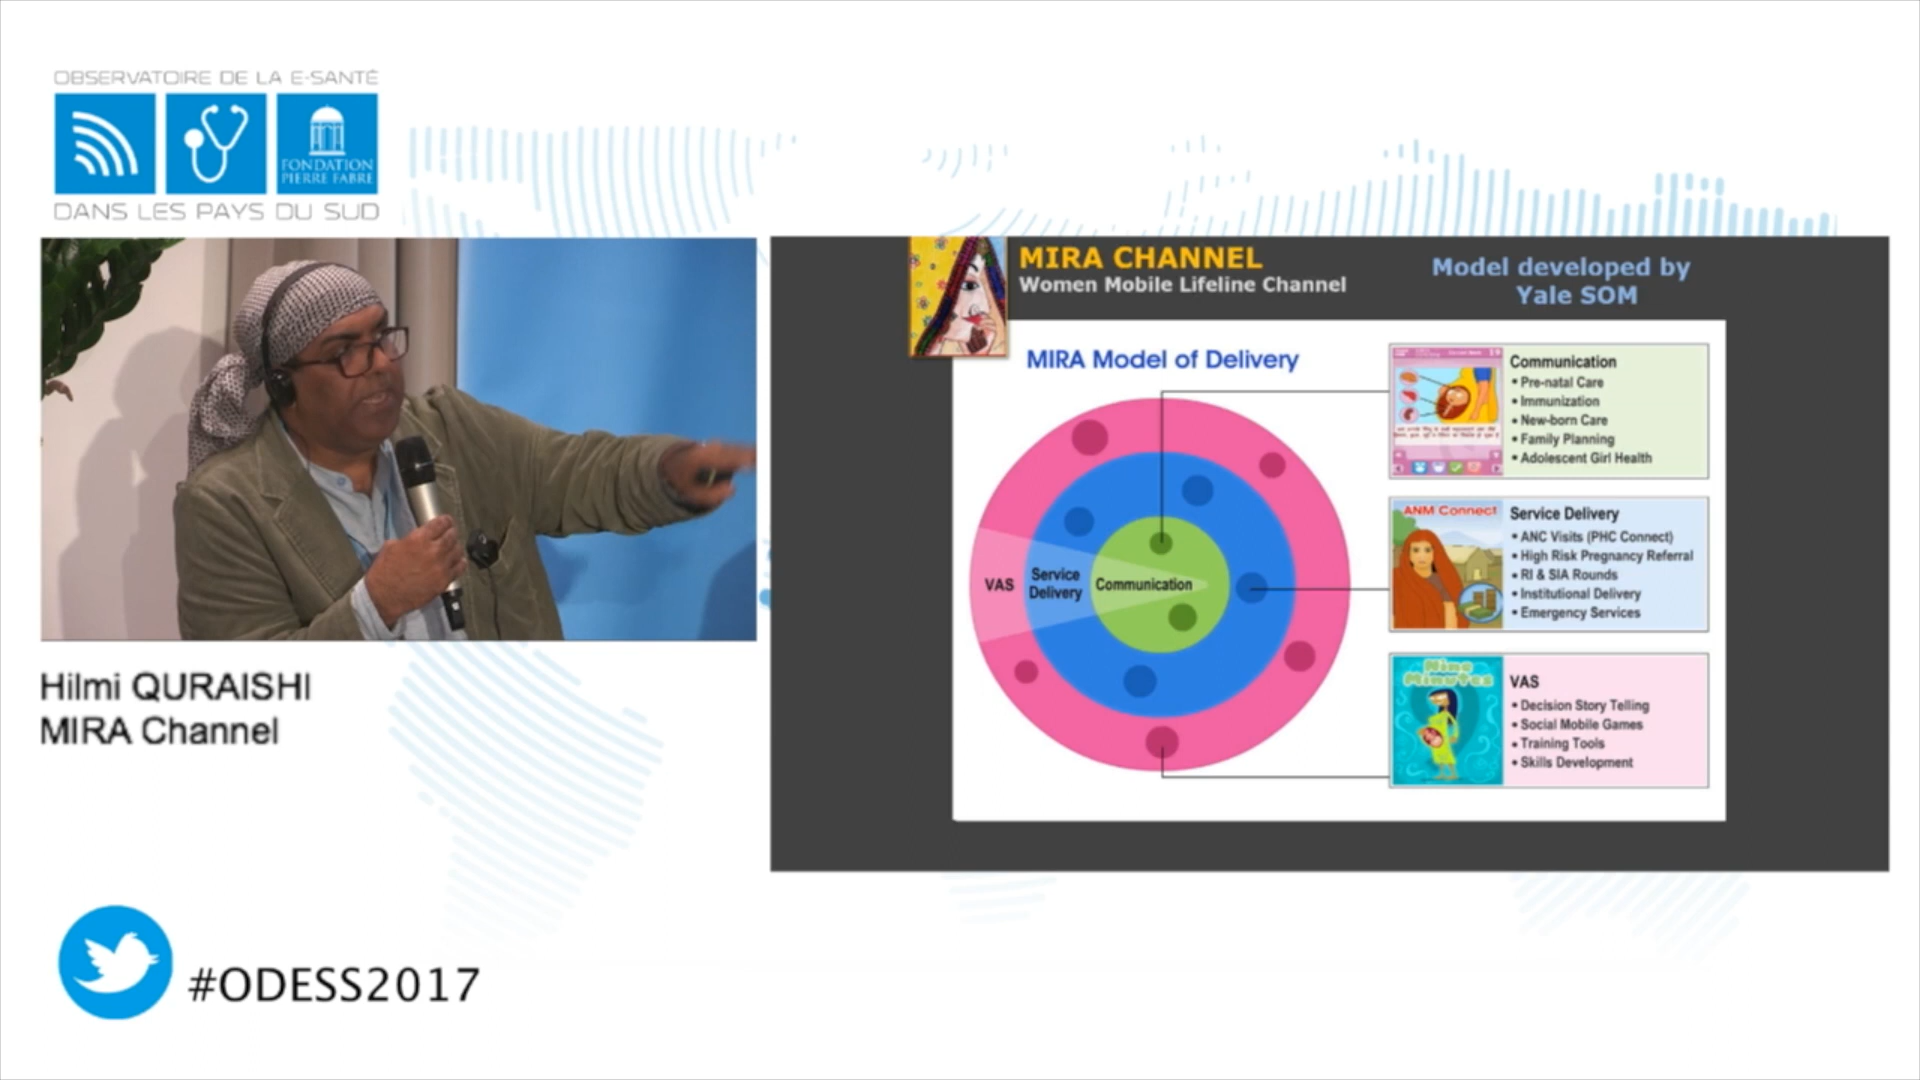 OBSERVATOIRE DE LA E-SANTÉ
FONDATION
PIERRE FABRE
DANS LES PAYS DU SUD
Hilmi QURAISHI
MIRA Channel
#ODESS2017
MIRA CHANNEL
Women Mobile Lifeline Channel
Model developed by
Yale SOM
MIRA Model of Delivery
VAS
Service
Delivery
Communication
Communication
• Pre-natal Care
• Immunization
• New-born Care
• Family Planning
• Adolescent Girl Health
ANM Connect
Service Delivery
• ANC Visits (PHC Connect)
• High Risk Pregnancy Referral
• RI & SIA Rounds
• Institutional Delivery
• Emergency Services
Nine
Minutes
VAS
• Decision Story Telling
• Social Mobile Games
• Training Tools
• Skills Development